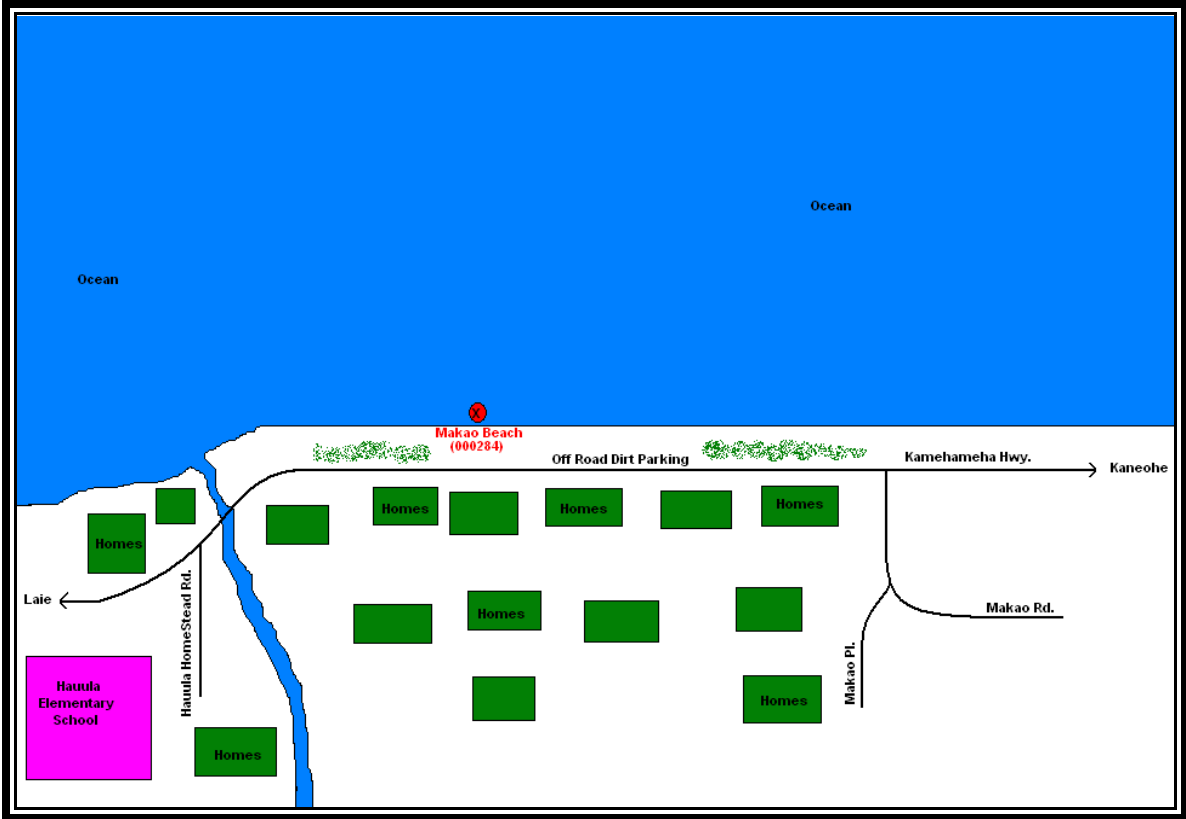 Ocean
Ocean
X
Makao Beach
(000284)
Off Road Dirt Parking
Kamehameha Hwy.
Kaneohe
Homes
Homes
Homes
Homes
Laie
Hauula HomeStead Rd.
Homes
Makao Rd.
Makao Pl.
Hauula
Elementary
School
Homes
Homes